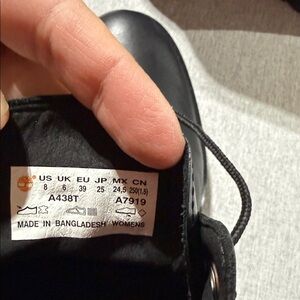 US UK EU JP MX CN
8 6 39 25 24,5 250(1,5)
A438T A7919
MADE IN BANGLADESH WOMENS